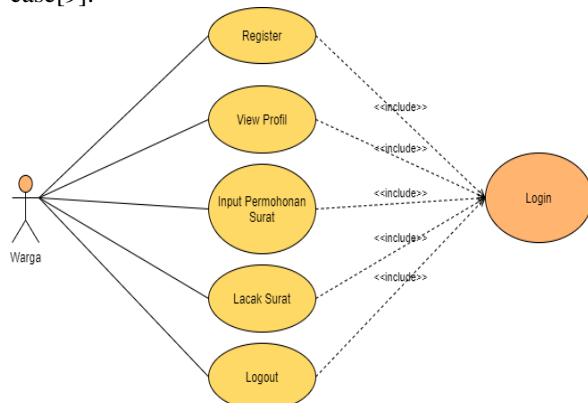 case[9].
Register
<<include>>
View Profil
<<include>>
Input Permohonan
Surat
<<include>>
Login
Warga
<<include>>
Lacak Surat
<<include>>
Logout